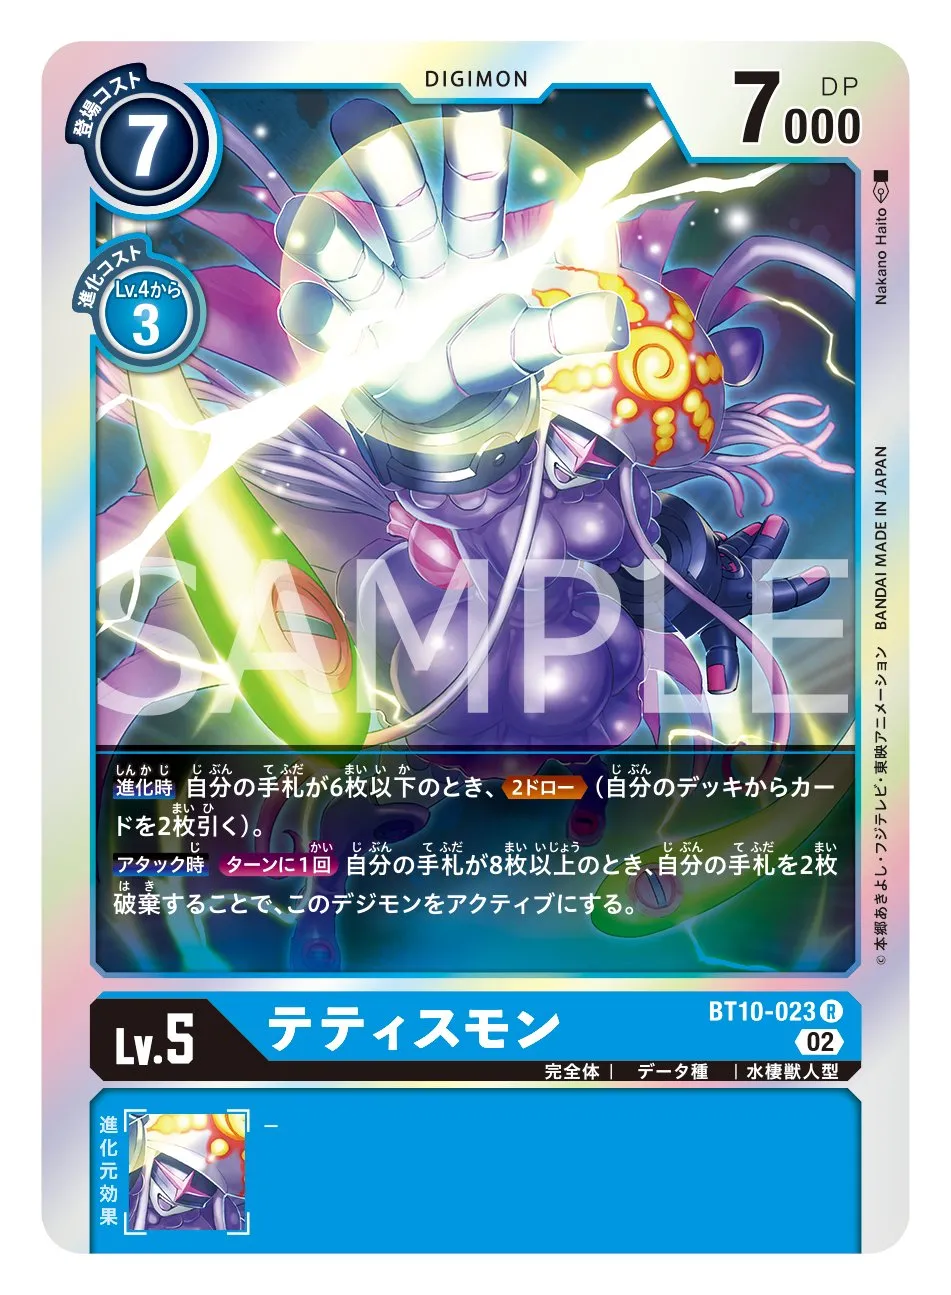 DIGIMON
登場コスト
7
7000
DP
進化コスト
Lv.4から
3
Nakano Haito
SAMPLE
進化時 自分の手札が6枚以下のとき、2ドロー（自分のデッキからカー
ドを2枚引く）。
アタック時 ターンに1回 自分の手札が8枚以上のとき、自分の手札を2枚
破棄することで、このデジモンをアクティブにする。
©本郷あきよし・フジテレビ・東映アニメーション BANDAI MADE IN JAPAN
Lv.5
テティスモン
BT10-023 R
02
完全体 | データ種 | 水棲獣人型
進化元効果
－